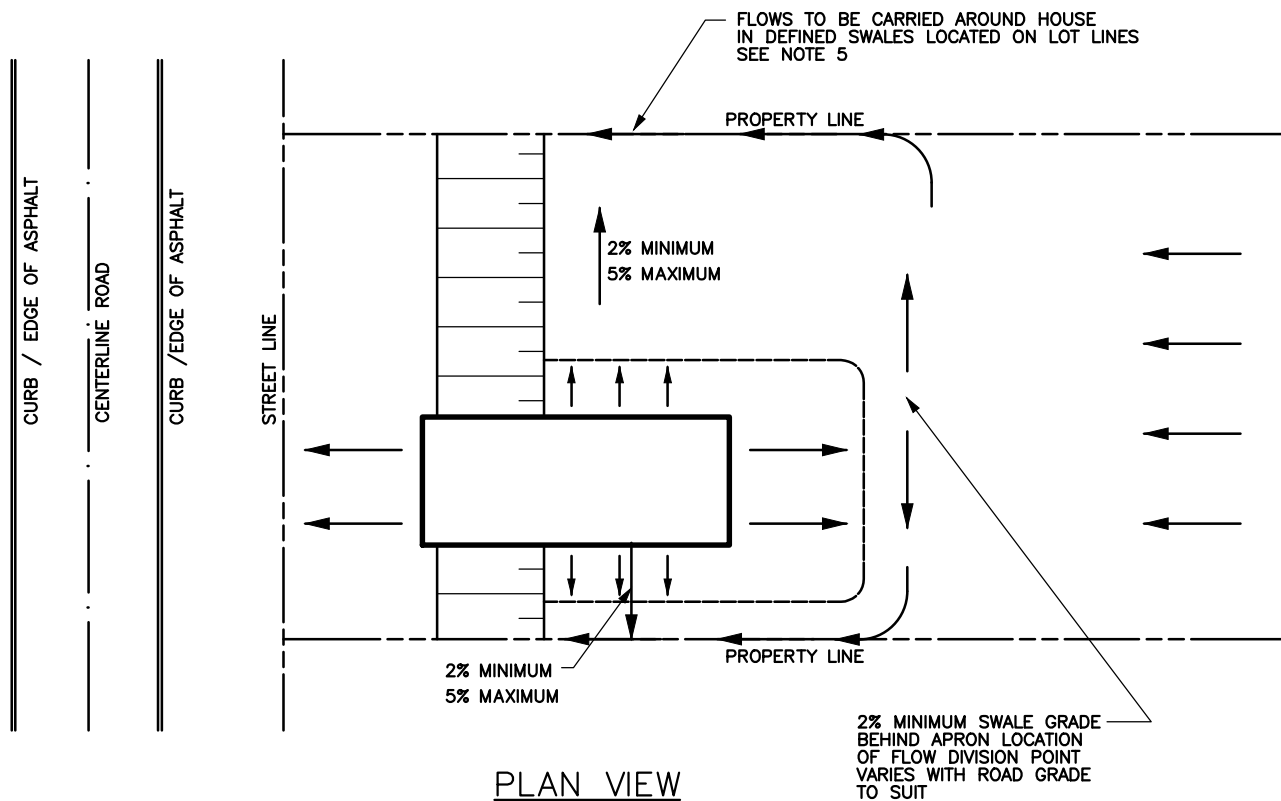 FLOWS TO BE CARRIED AROUND HOUSE
IN DEFINED SWALES LOCATED ON LOT LINES
SEE NOTE 5
PROPERTY LINE
CURB / EDGE OF ASPHALT
CENTERLINE ROAD
CURB /EDGE OF ASPHALT
STREET LINE
2% MINIMUM
5% MAXIMUM
PROPERTY LINE
2% MINIMUM
5% MAXIMUM
2% MINIMUM SWALE GRADE
BEHIND APRON LOCATION
OF FLOW DIVISION POINT
VARIES WITH ROAD GRADE
TO SUIT
PLAN VIEW